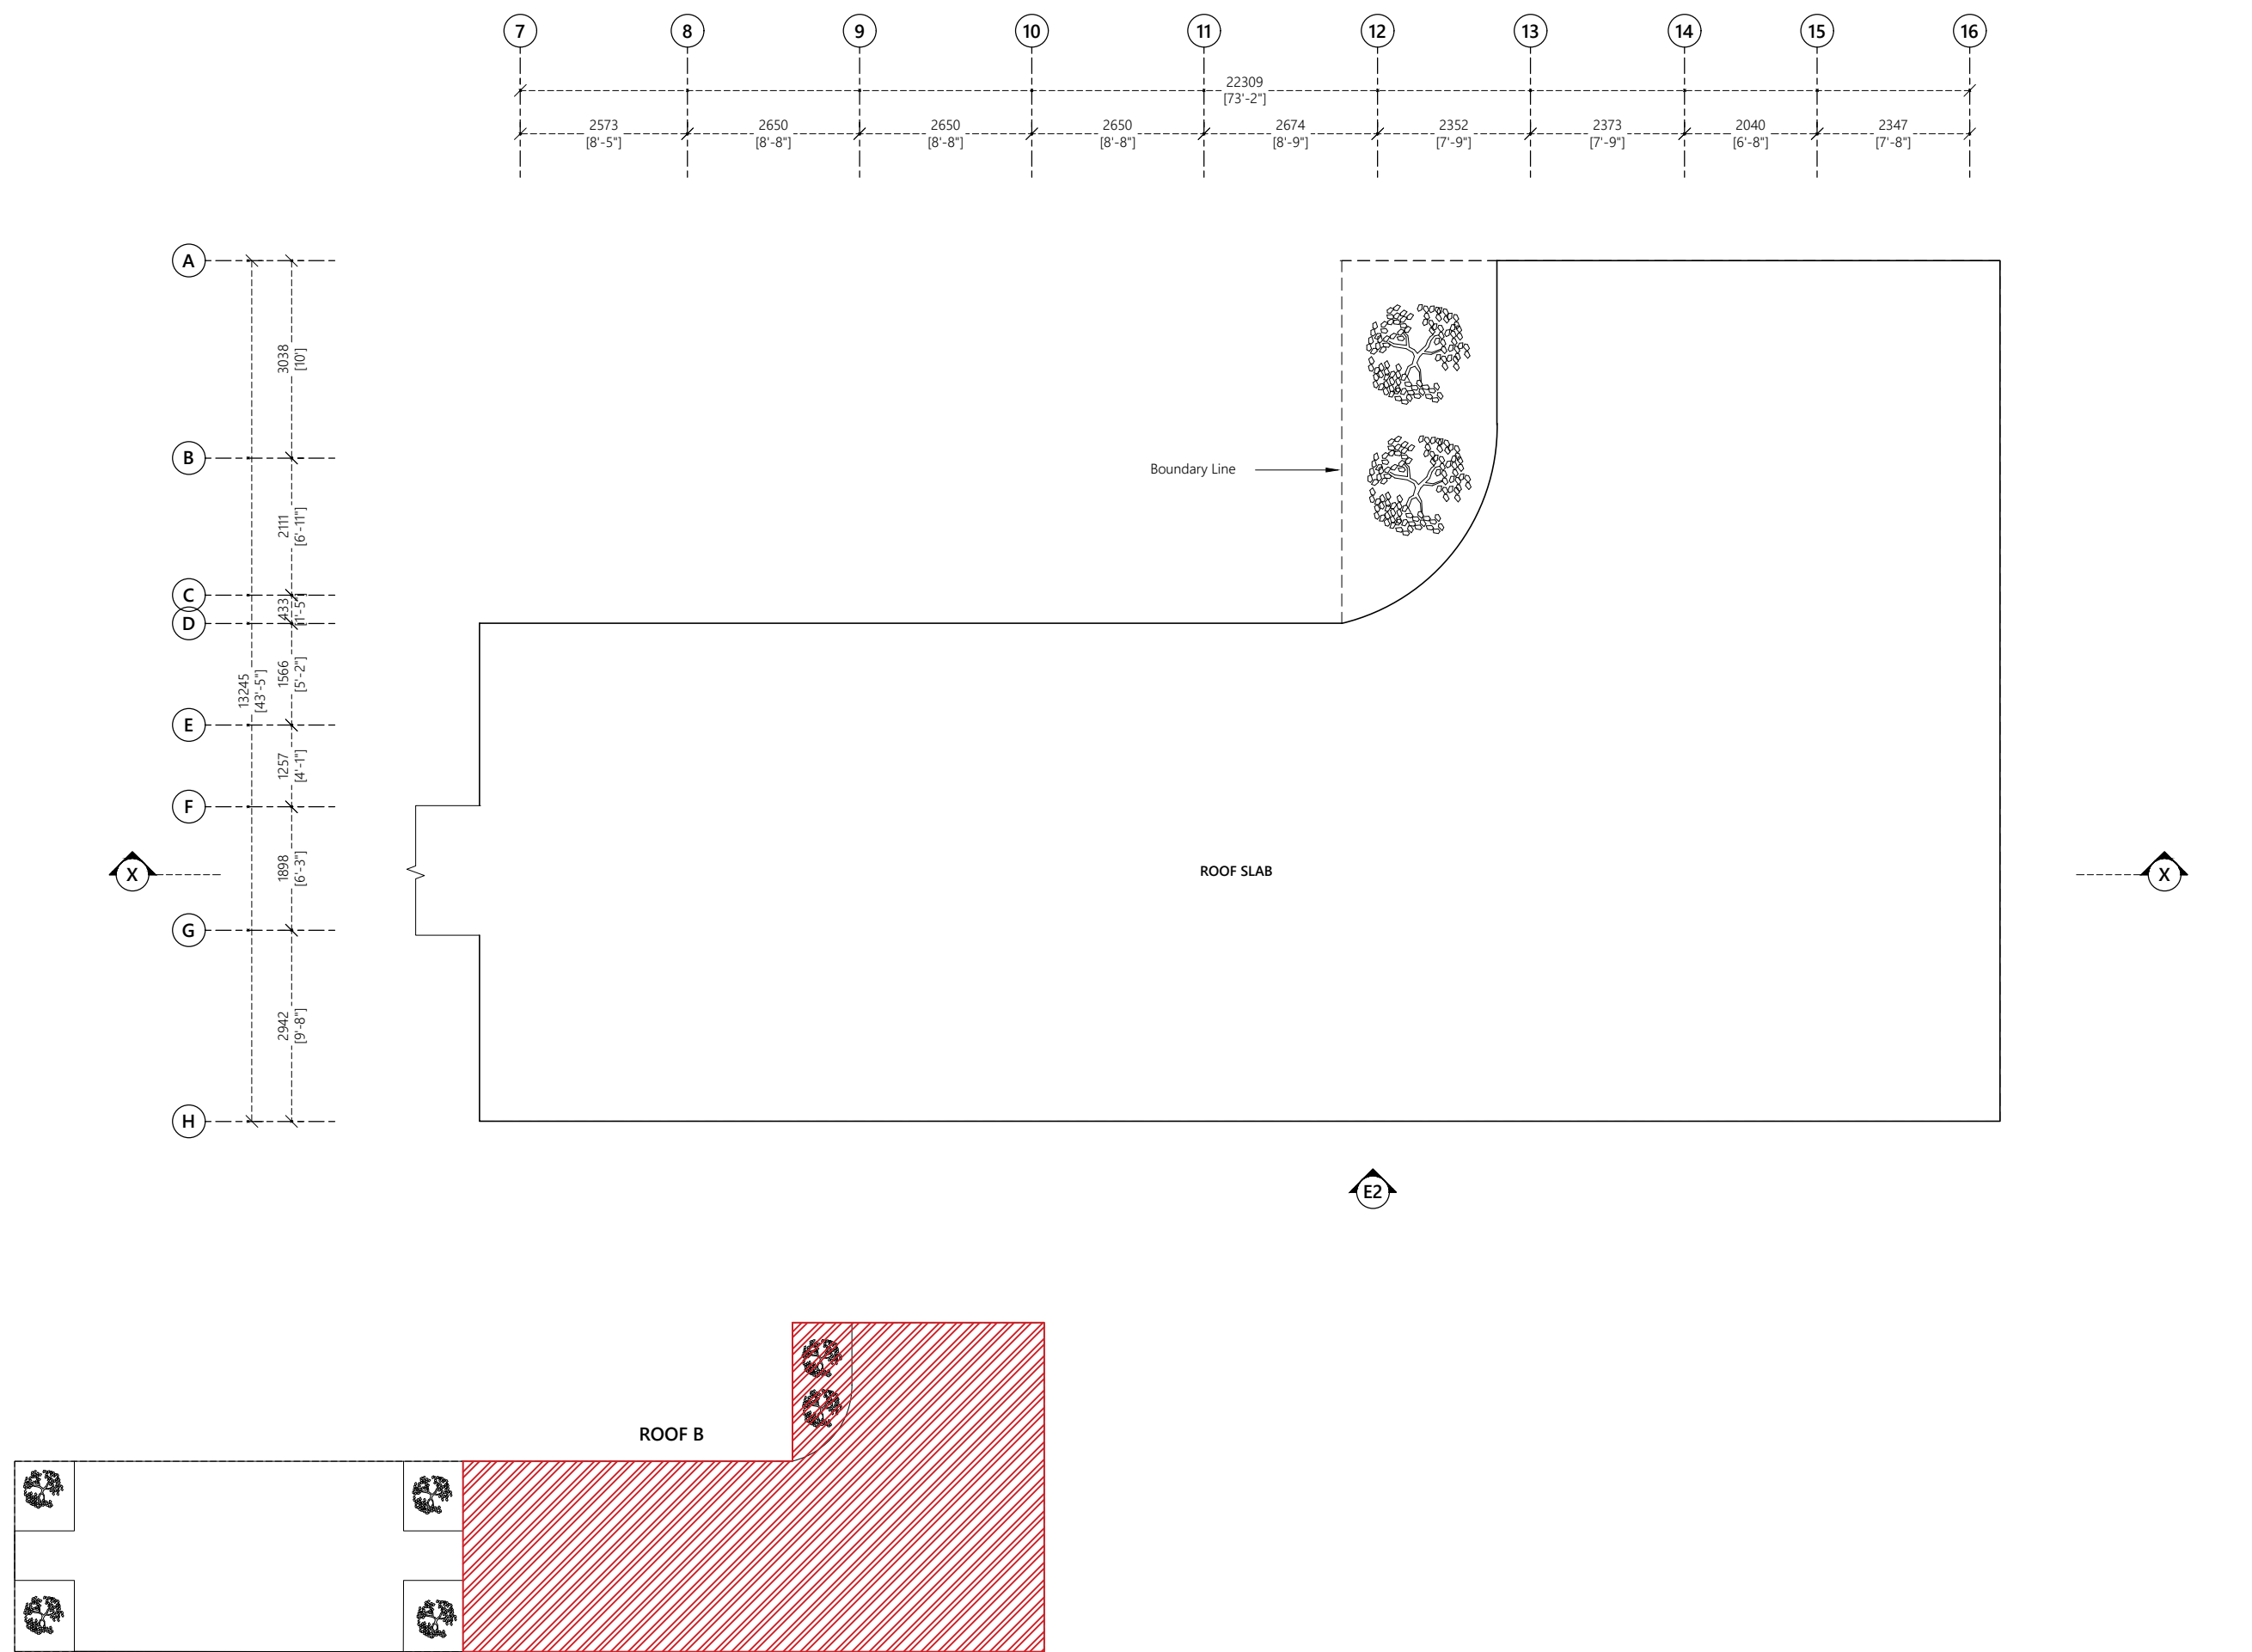 7 8 9 10 11 12 13 14 15 16
22309
[73'-2"]
2573 2650 2650 2650 2674 2352 2373 2040 2347
[8'-5"] [8'-8"] [8'-8"] [8'-8"] [8'-9"] [7'-9"] [7'-9"] [6'-8"] [7'-8"]
A
3038
[10']
B
Boundary Line
2111
[6'-11"]
C
433
[1'-5"]
D
1566
[5'-2"]
13245
[43'-5"]
E
1257
[4'-1"]
F
1898
[6'-3"]
X
ROOF SLAB
X
G
2942
[9'-8"]
H
E2
ROOF B